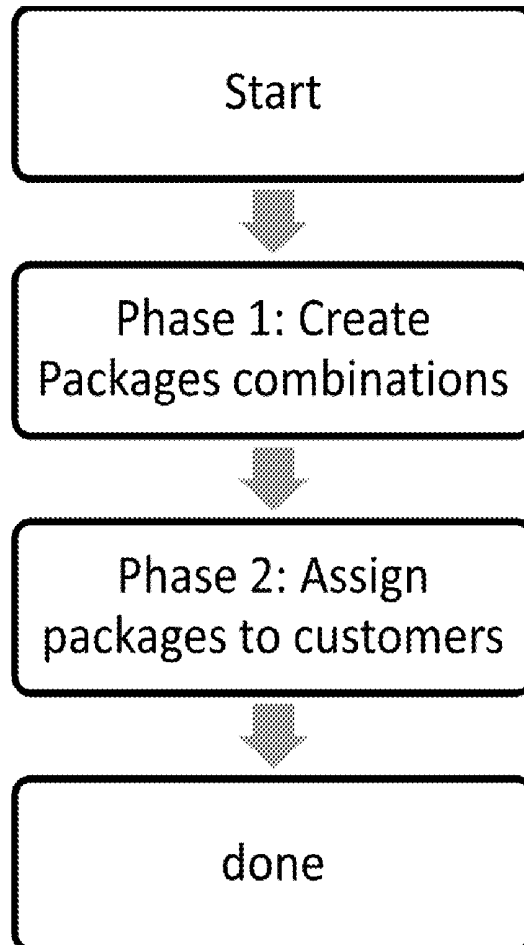 Start
Phase 1: Create
Packages combinations
Phase 2: Assign
packages to customers
done